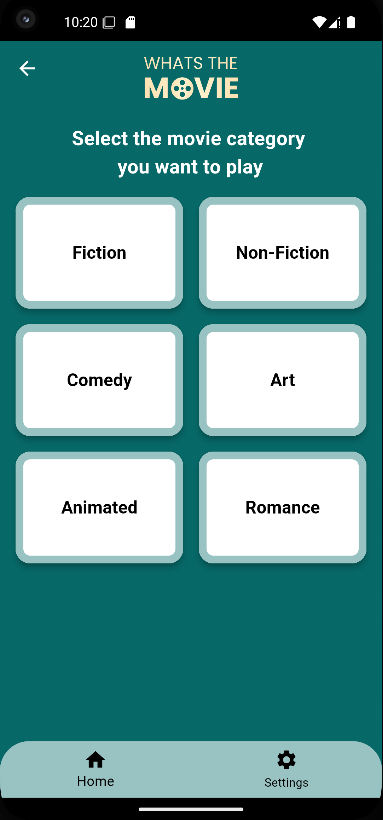 10:20
WHATS THE
MOVIE
Select the movie category
you want to play
Fiction
Non-Fiction
Comedy
Art
Animated
Romance
Home
Settings